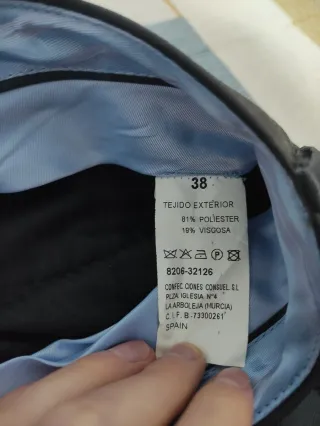 38
TEJIDO EXTERIOR
81% POLIESTER
19% VISCOSA
8206-32126
CONFECCIONES CONSUEL, S.L
PLZA IGLESIA Nº4
LA ARBOLEJA (MURCIA)
C.I.F. B-73300261
SPAIN